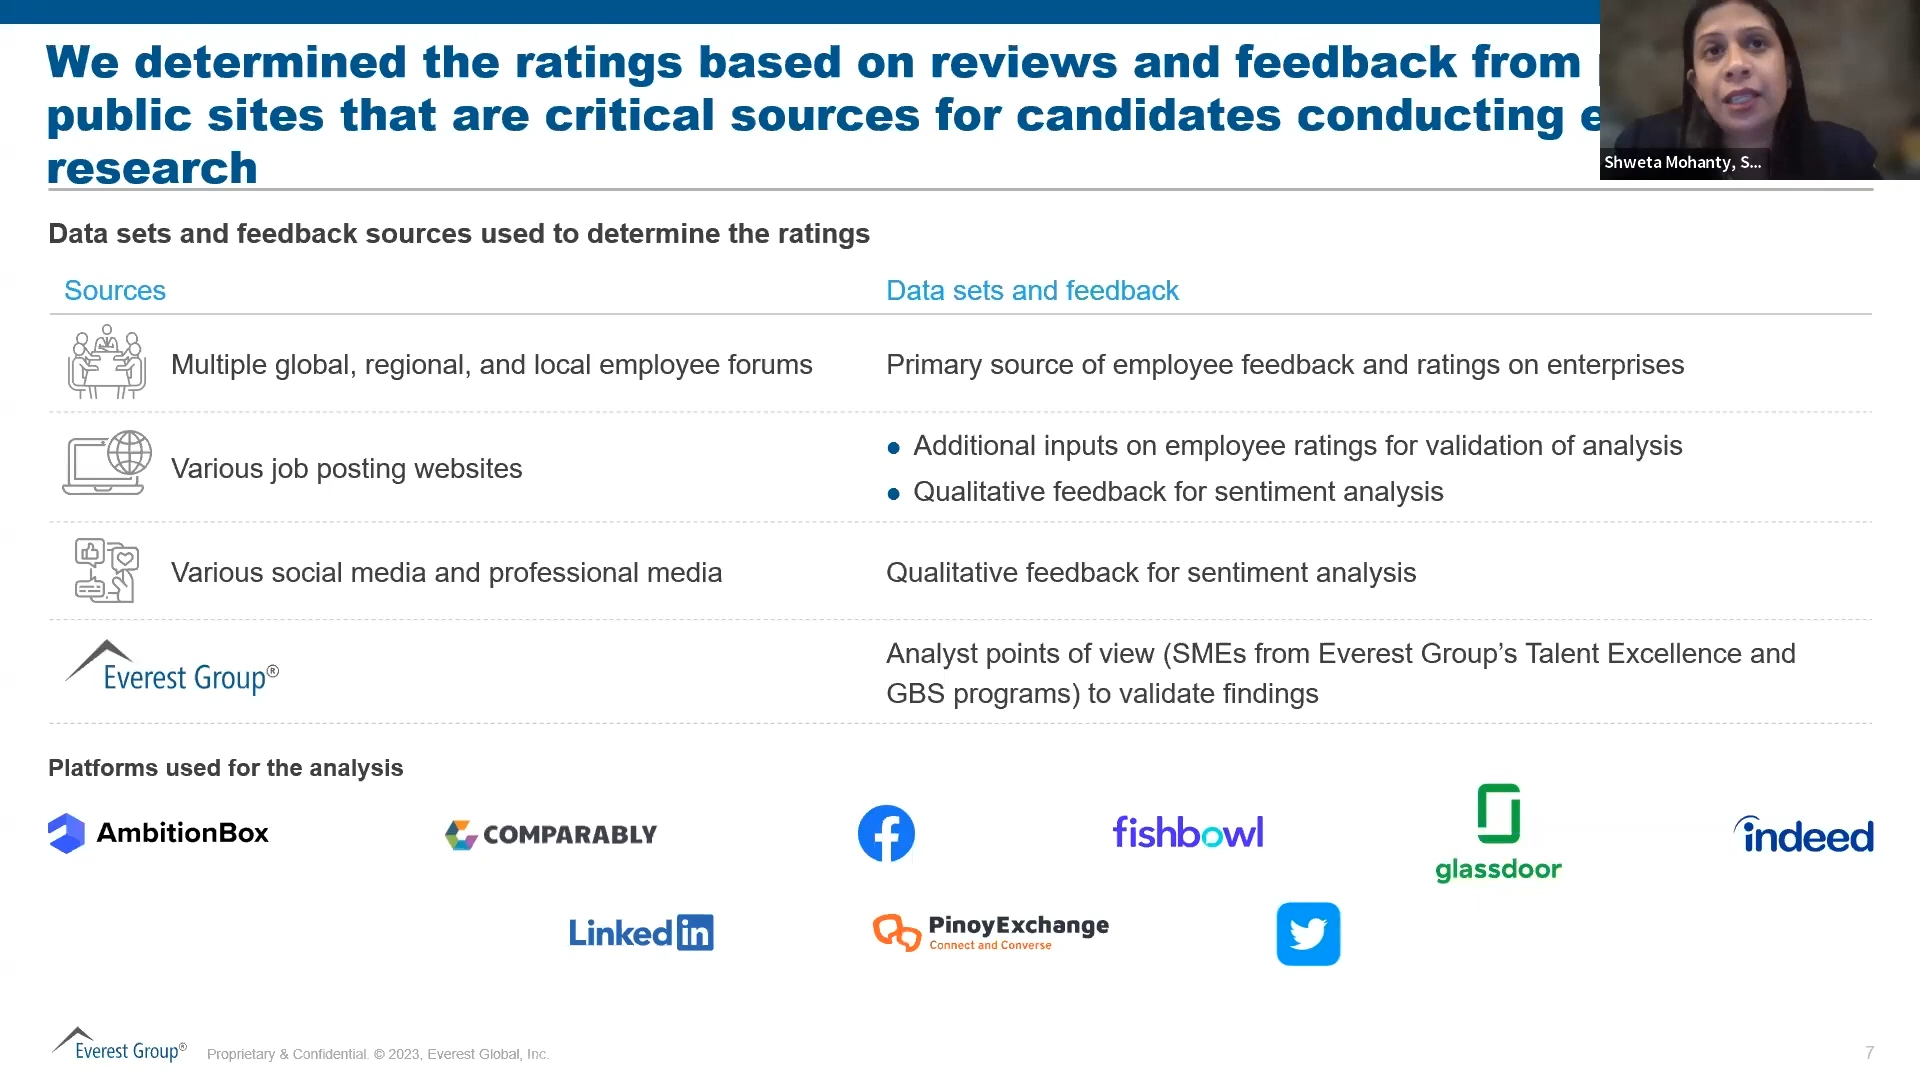 We determined the ratings based on reviews and feedback from
public sites that are critical sources for candidates conducting
research
Shweta Mohanty, S...
Data sets and feedback sources used to determine the ratings
Sources
Data sets and feedback
Multiple global, regional, and local employee forums
Primary source of employee feedback and ratings on enterprises
Various job posting websites
● Additional inputs on employee ratings for validation of analysis
● Qualitative feedback for sentiment analysis
Various social media and professional media
Qualitative feedback for sentiment analysis
Everest Group®
Analyst points of view (SMEs from Everest Group’s Talent Excellence and
GBS programs) to validate findings
Platforms used for the analysis
AmbitionBox
COMPARABLY
fishbowl
glassdoor
indeed
Linked in
PinoyExchange
Connect and Converse
Everest Group®
Proprietary & Confidential. © 2023, Everest Global, Inc.
7